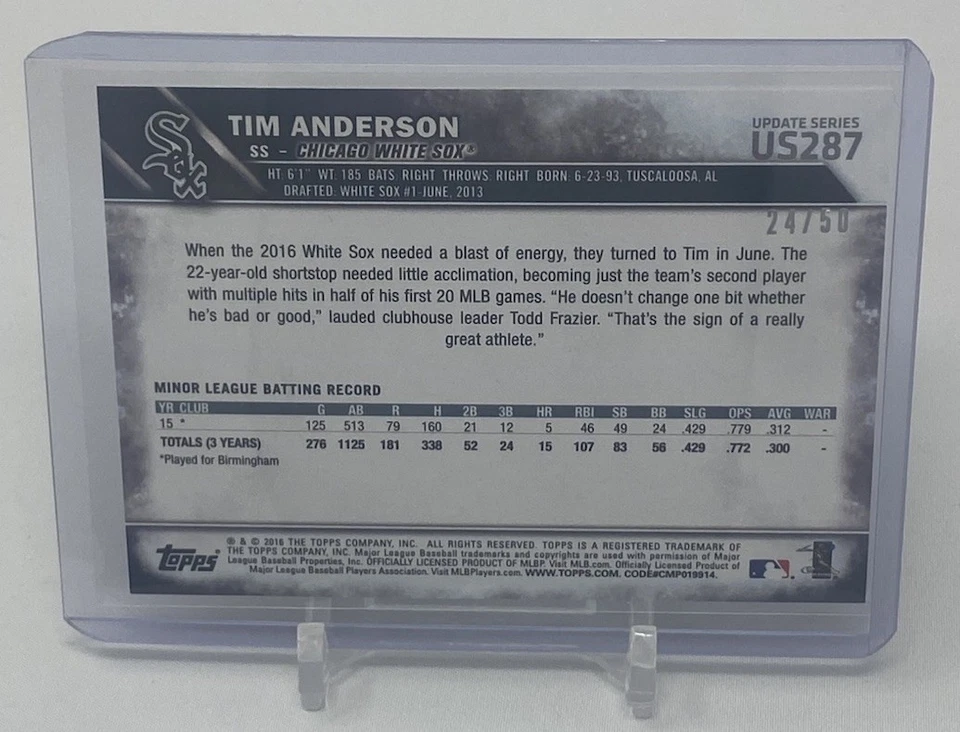 Sox
TIM ANDERSON
SS - CHICAGO WHITE SOX®
UPDATE SERIES
US287
HT: 6'1" WT: 185 BATS: RIGHT THROWS: RIGHT BORN: 6-23-93, TUSCALOOSA, AL
DRAFTED: WHITE SOX #1-JUNE, 2013
24/50
When the 2016 White Sox needed a blast of energy, they turned to Tim in June. The
22-year-old shortstop needed little acclimation, becoming just the team's second player
with multiple hits in half of his first 20 MLB games. “He doesn't change one bit whether
he's bad or good,” lauded clubhouse leader Todd Frazier. “That's the sign of a really
great athlete.”
MINOR LEAGUE BATTING RECORD
YR CLUB G AB R H 2B 3B HR RBI SB BB SLG OPS AVG WAR
15 * 125 513 79 160 21 12 5 46 49 24 .429 .779 .312 -
TOTALS (3 YEARS) 276 1125 181 338 52 24 15 107 83 56 .429 .772 .300 -
*Played for Birmingham
Topps®
® & © 2016 THE TOPPS COMPANY, INC. ALL RIGHTS RESERVED. TOPPS IS A REGISTERED TRADEMARK OF
THE TOPPS COMPANY, INC. Major League Baseball trademarks and copyrights are used with permission of Major
League Baseball Properties, Inc. OFFICIALLY LICENSED PRODUCT OF MLBP. Visit MLB.com. Officially Licensed Product of
Major League Baseball Players Association. Visit MLBPlayers.com. WWW.TOPPS.COM. CODE#CMP019914.